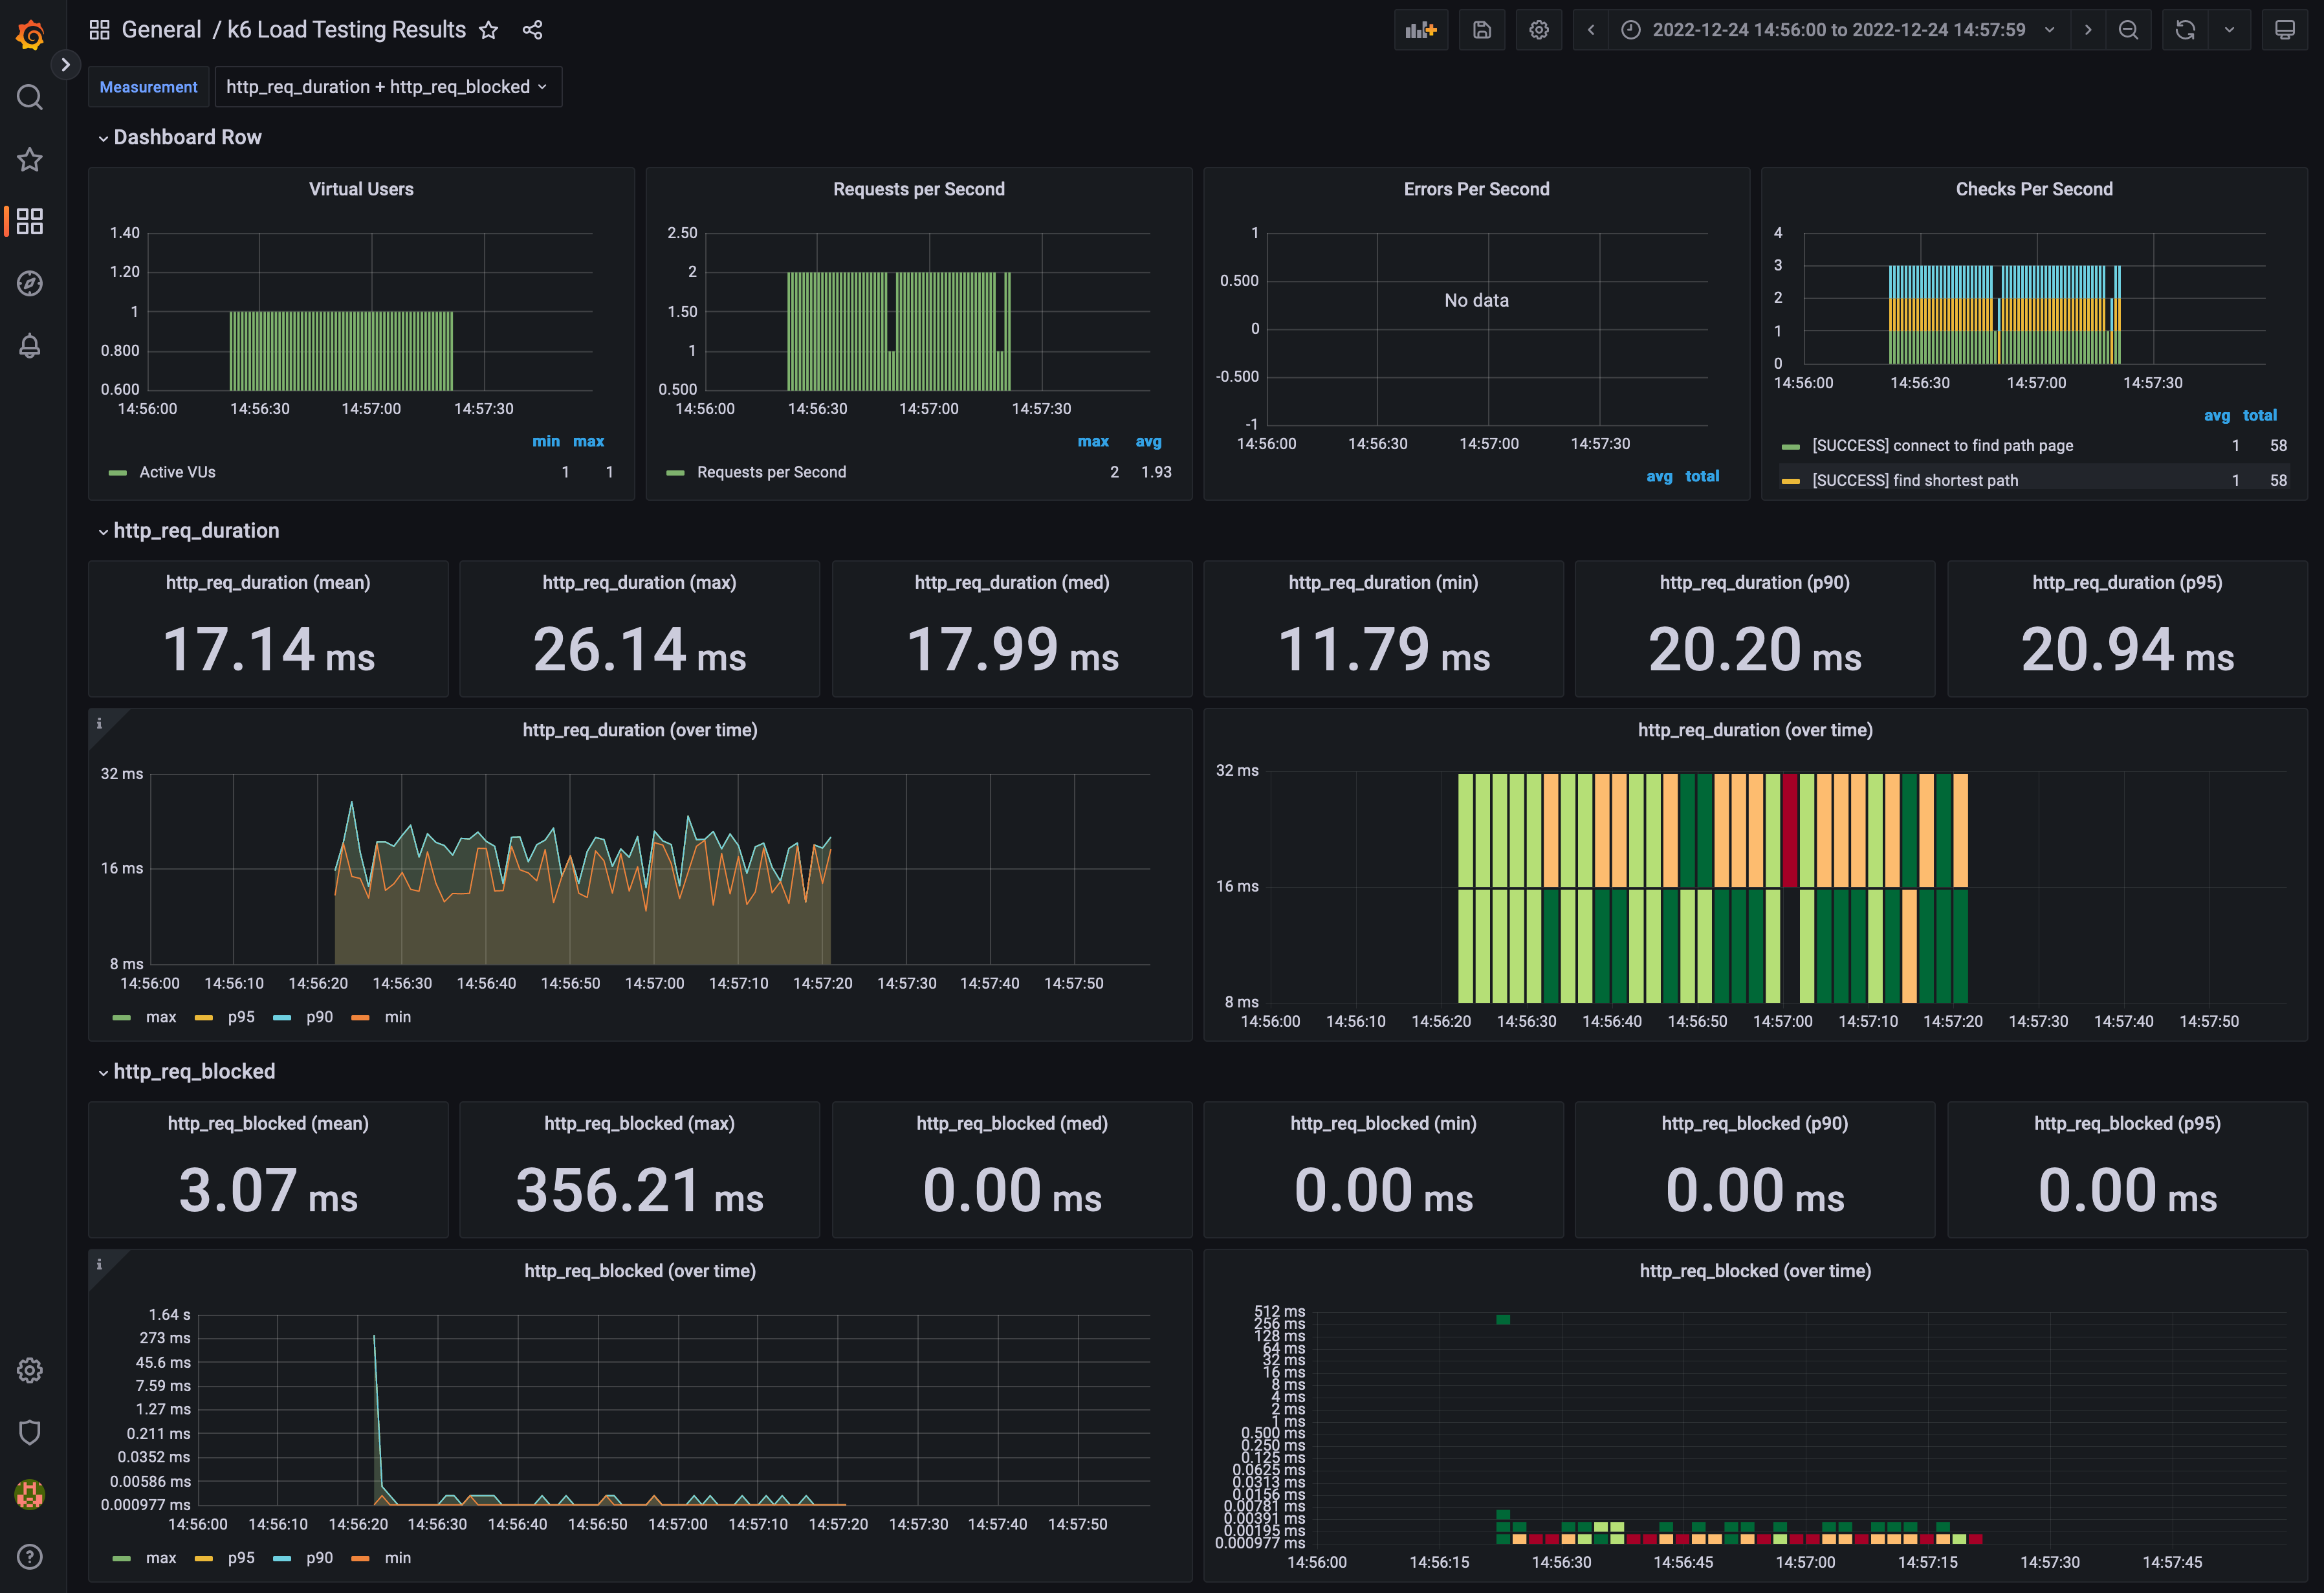 General / k6 Load Testing Results
2022-12-24 14:56:00 to 2022-12-24 14:57:59
Measurement
http_req_duration + http_req_blocked
Dashboard Row
Virtual Users
1.40
1.20
1
0.800
0.600
14:56:00 14:56:30 14:57:00 14:57:30
min max
Active VUs 1 1
Requests per Second
2.50
2
1.50
1
0.500
14:56:00 14:56:30 14:57:00 14:57:30
max avg
Requests per Second 2 1.93
Errors Per Second
1
0.500
0
-0.500
-1
No data
14:56:00 14:56:30 14:57:00 14:57:30
avg total
Checks Per Second
4
3
2
1
0
14:56:00 14:56:30 14:57:00 14:57:30
avg total
[SUCCESS] connect to find path page 1 58
[SUCCESS] find shortest path 1 58
http_req_duration
http_req_duration (mean)
17.14 ms
http_req_duration (max)
26.14 ms
http_req_duration (med)
17.99 ms
http_req_duration (min)
11.79 ms
http_req_duration (p90)
20.20 ms
http_req_duration (p95)
20.94 ms
http_req_duration (over time)
32 ms
16 ms
8 ms
14:56:00 14:56:10 14:56:20 14:56:30 14:56:40 14:56:50 14:57:00 14:57:10 14:57:20 14:57:30 14:57:40 14:57:50
max p95 p90 min
http_req_duration (over time)
32 ms
16 ms
8 ms
14:56:00 14:56:10 14:56:20 14:56:30 14:56:40 14:56:50 14:57:00 14:57:10 14:57:20 14:57:30 14:57:40 14:57:50
http_req_blocked
http_req_blocked (mean)
3.07 ms
http_req_blocked (max)
356.21 ms
http_req_blocked (med)
0.00 ms
http_req_blocked (min)
0.00 ms
http_req_blocked (p90)
0.00 ms
http_req_blocked (p95)
0.00 ms
http_req_blocked (over time)
1.64 s
273 ms
45.6 ms
7.59 ms
1.27 ms
0.211 ms
0.0352 ms
0.00586 ms
0.000977 ms
14:56:00 14:56:10 14:56:20 14:56:30 14:56:40 14:56:50 14:57:00 14:57:10 14:57:20 14:57:30 14:57:40 14:57:50
max p95 p90 min
http_req_blocked (over time)
512 ms
256 ms
128 ms
64 ms
32 ms
16 ms
8 ms
4 ms
2 ms
1 ms
0.500 ms
0.250 ms
0.125 ms
0.0625 ms
0.0313 ms
0.0156 ms
0.00781 ms
0.00391 ms
0.00195 ms
0.000977 ms
14:56:00 14:56:15 14:56:30 14:56:45 14:57:00 14:57:15 14:57:30 14:57:45